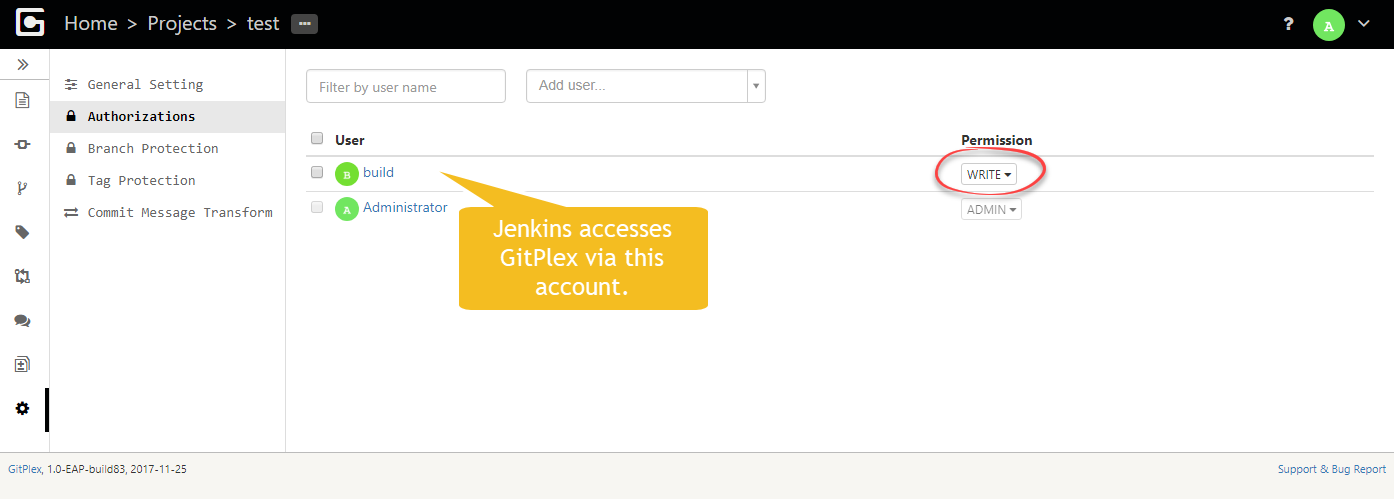 Home > Projects > test ...
? A
General Setting
Authorizations
Branch Protection
Tag Protection
Commit Message Transform
Filter by user name
Add user...
User Permission
B build WRITE
A Administrator ADMIN
Jenkins accesses
GitPlex via this
account.
GitPlex, 1.0-EAP-build83, 2017-11-25
Support & Bug Report